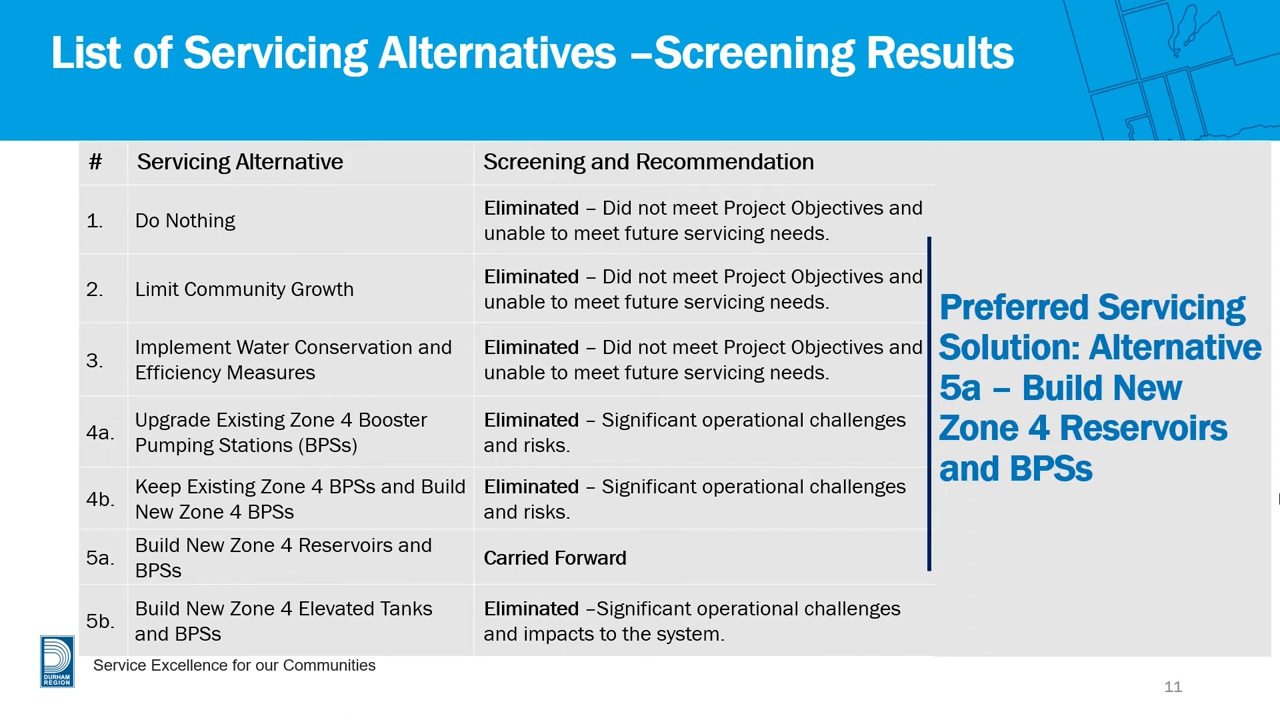 List of Servicing Alternatives –Screening Results
# Servicing Alternative Screening and Recommendation
1. Do Nothing Eliminated – Did not meet Project Objectives and
unable to meet future servicing needs.
2. Limit Community Growth Eliminated – Did not meet Project Objectives and
unable to meet future servicing needs.
3. Implement Water Conservation and
Efficiency Measures
Eliminated – Did not meet Project Objectives and
unable to meet future servicing needs.
4a. Upgrade Existing Zone 4 Booster
Pumping Stations (BPSs)
Eliminated – Significant operational challenges
and risks.
4b. Keep Existing Zone 4 BPSs and Build
New Zone 4 BPSs
Eliminated – Significant operational challenges
and risks.
5a. Build New Zone 4 Reservoirs and
BPSs
Carried Forward
5b. Build New Zone 4 Elevated Tanks
and BPSs
Eliminated –Significant operational challenges
and impacts to the system.
Preferred Servicing
Solution: Alternative
5a – Build New
Zone 4 Reservoirs
and BPSs
DURHAM
REGION
Service Excellence for our Communities
11